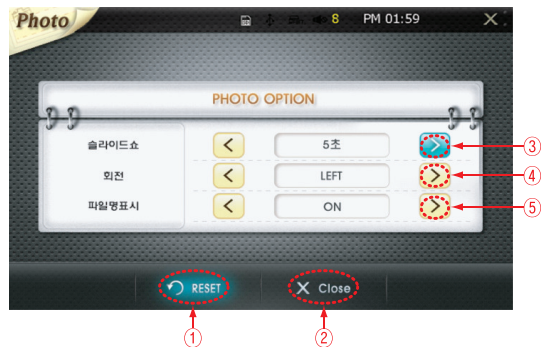 Photo 8 PM 01:59 X
PHOTO OPTION
슬라이드쇼 < 5초 > ③
회전 < LEFT > ④
파일명표시 < ON > ⑤
RESET X Close
① ②